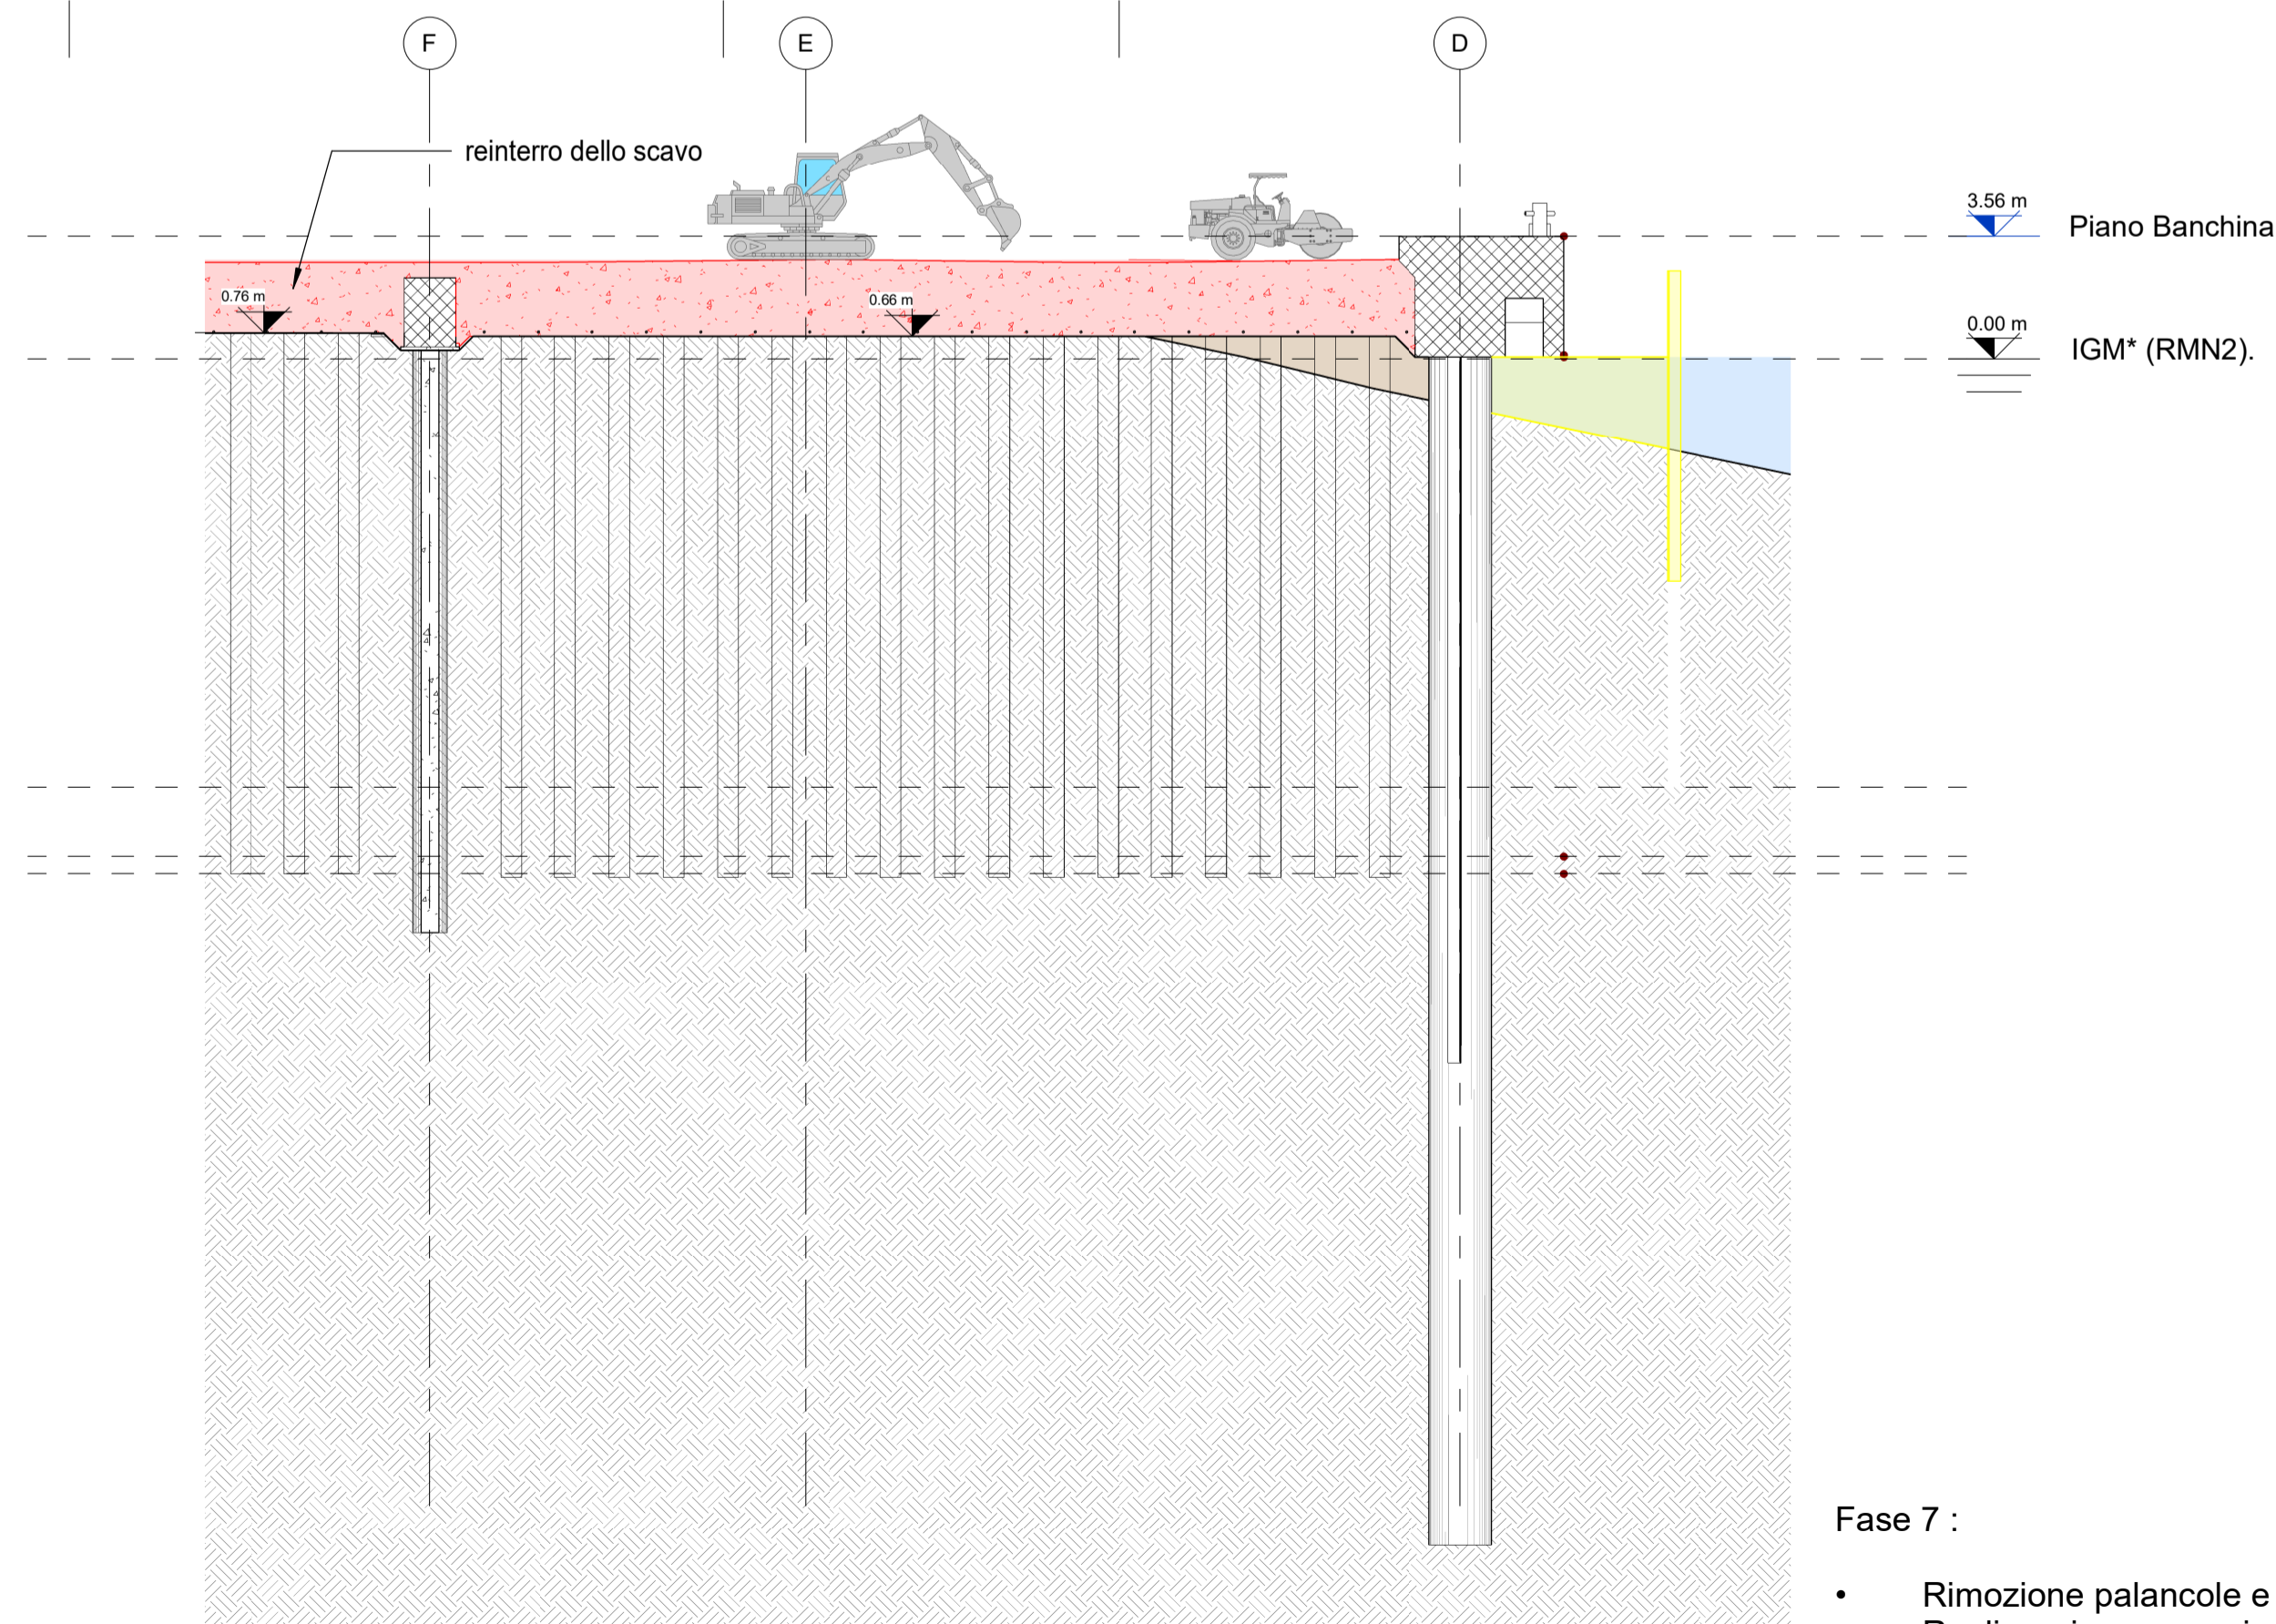 F
E
D
reinterro dello scavo
3.56 m
Piano Banchina
0.76 m
0.66 m
0.00 m
IGM* (RMN2).
Fase 7 :
• Rimozione palancole e